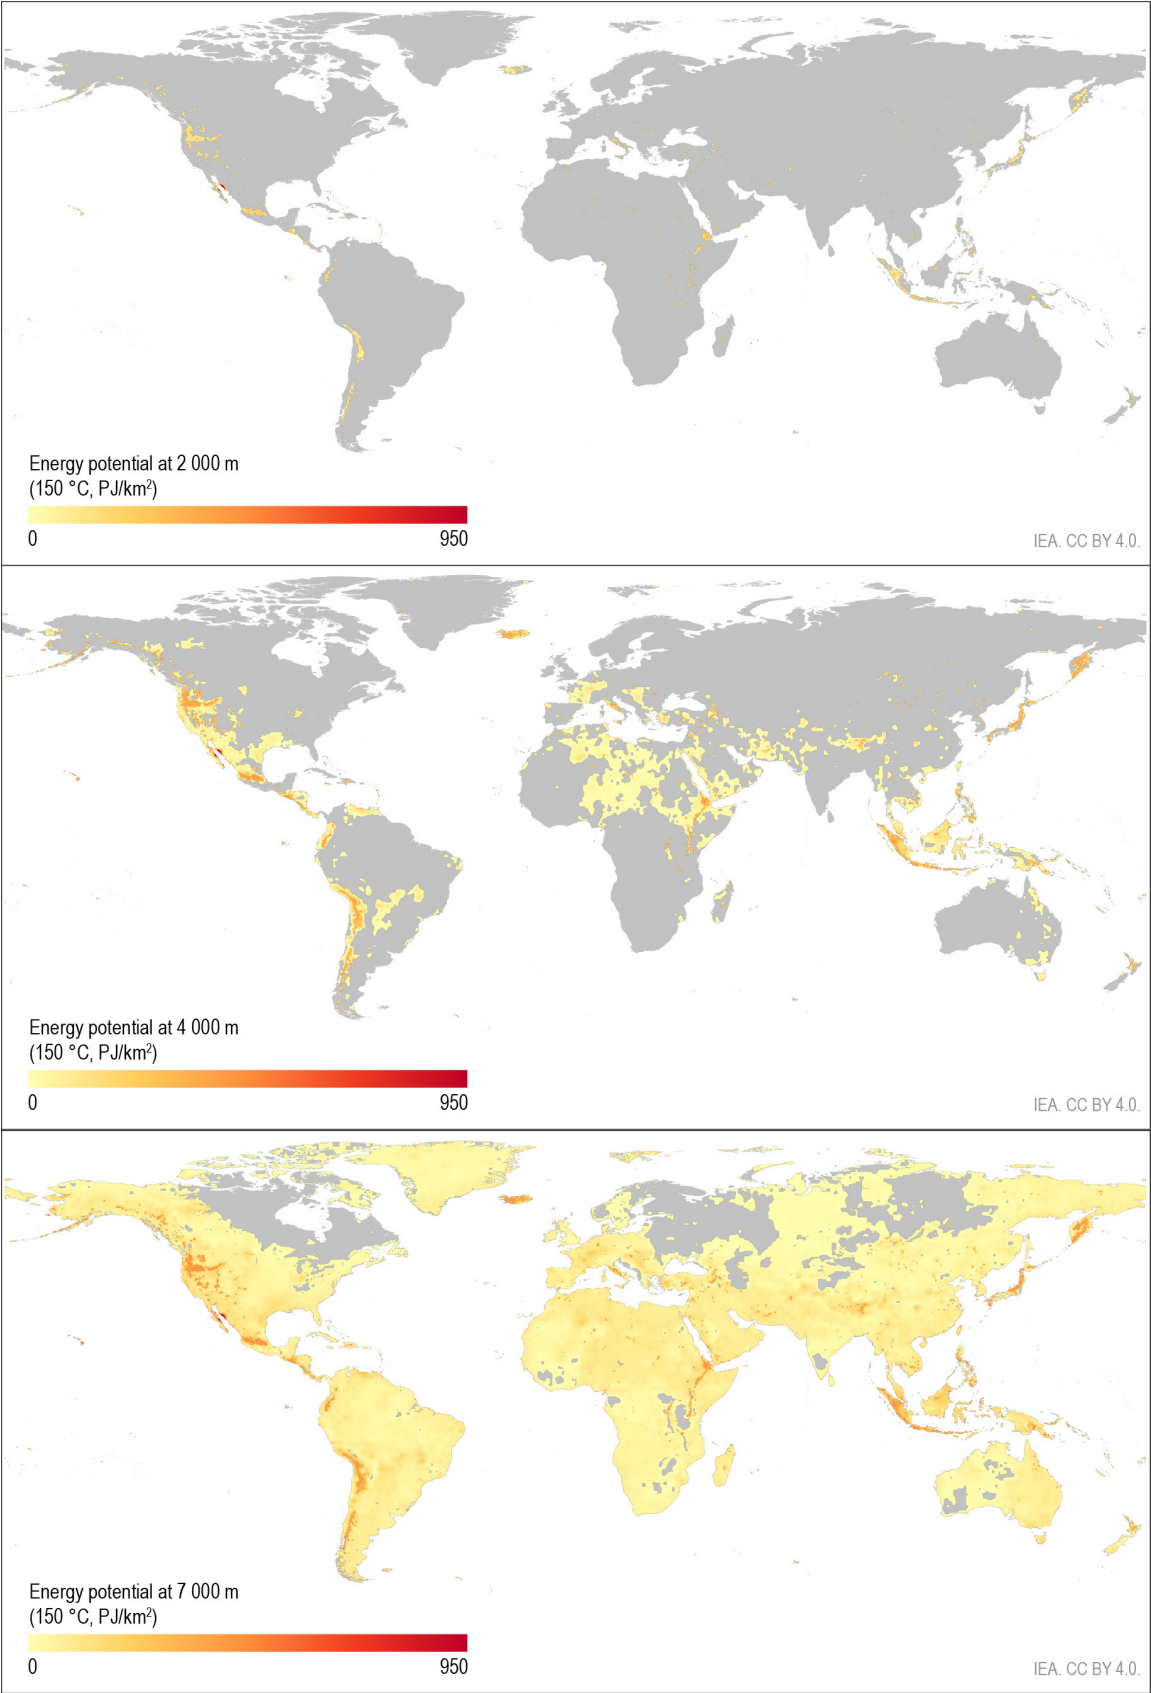 Energy potential at 2 000 m
(150 °C, PJ/km²)
0 950
IEA. CC BY 4.0.
Energy potential at 4 000 m
(150 °C, PJ/km²)
0 950
IEA. CC BY 4.0.
Energy potential at 7 000 m
(150 °C, PJ/km²)
0 950
IEA. CC BY 4.0.